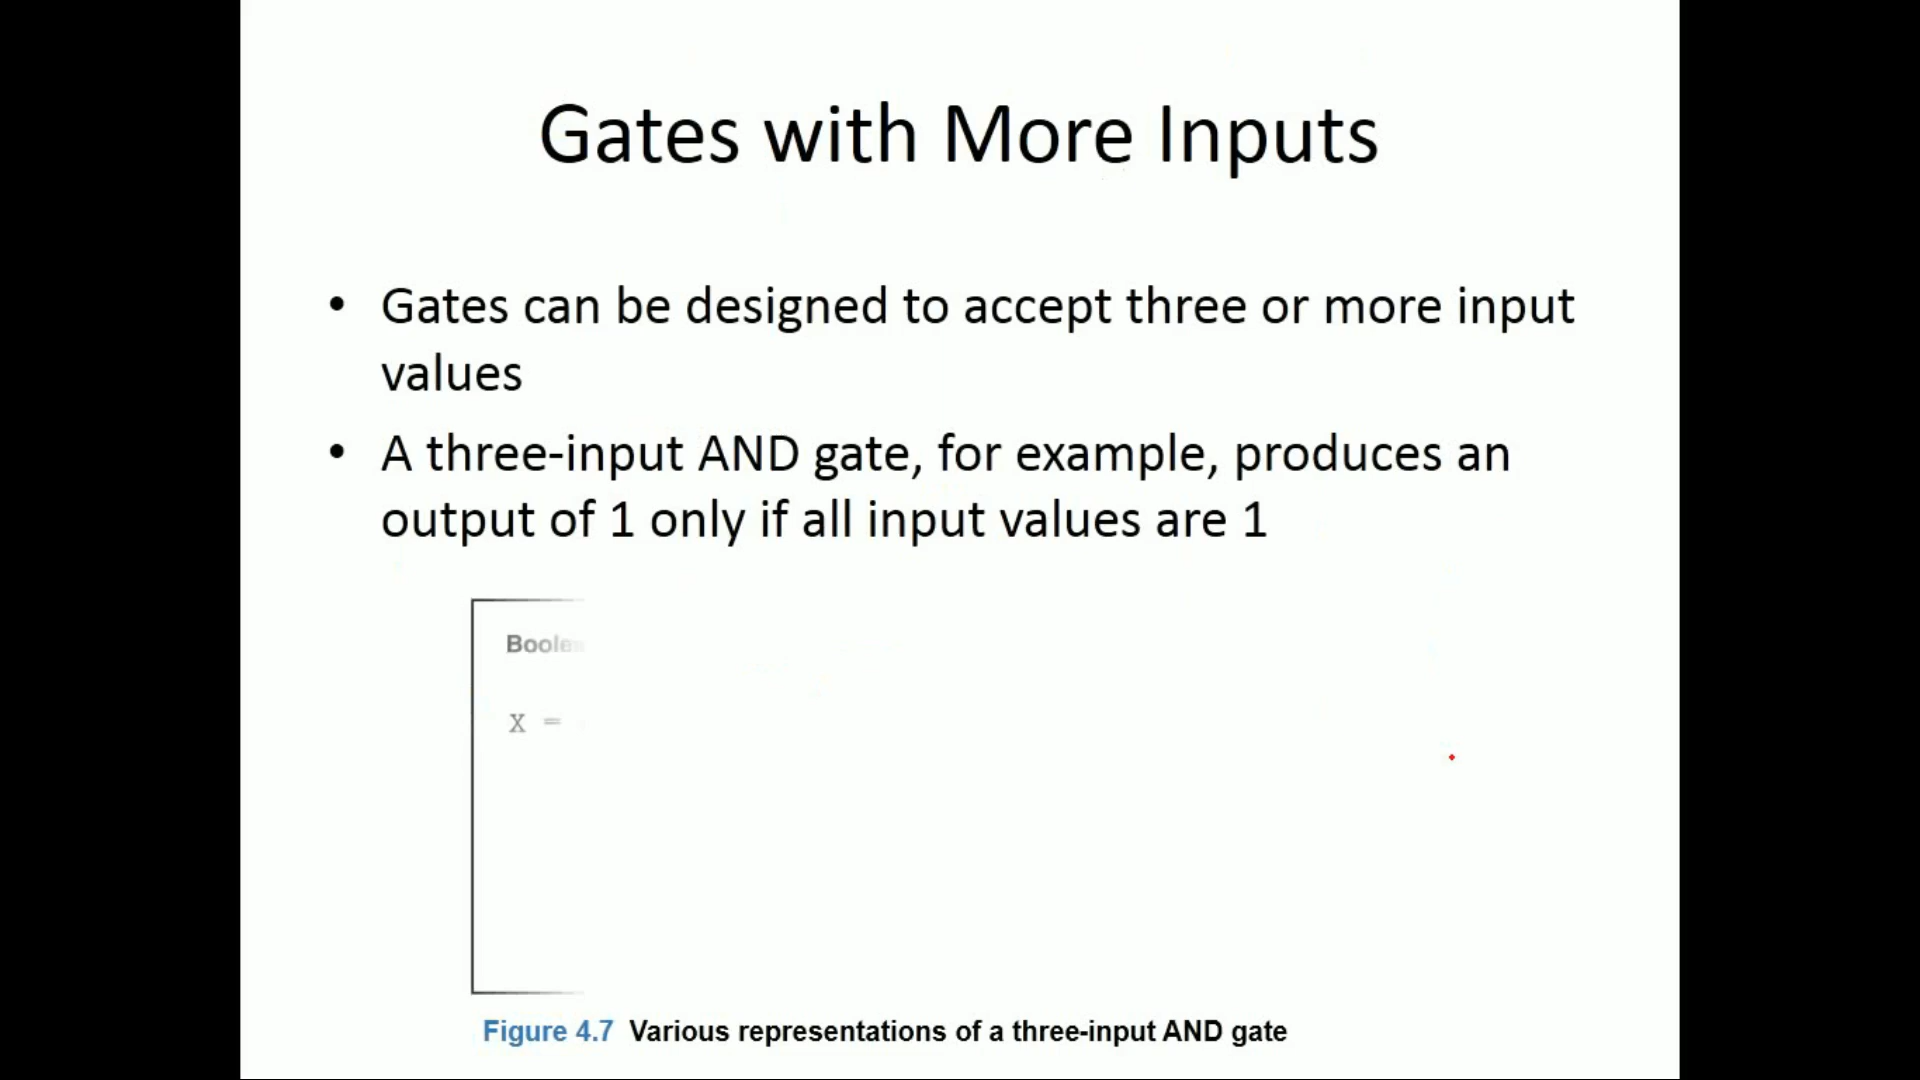 Gates with More Inputs
• Gates can be designed to accept three or more input
values
• A three-input AND gate, for example, produces an
output of 1 only if all input values are 1
X =
Figure 4.7 Various representations of a three-input AND gate